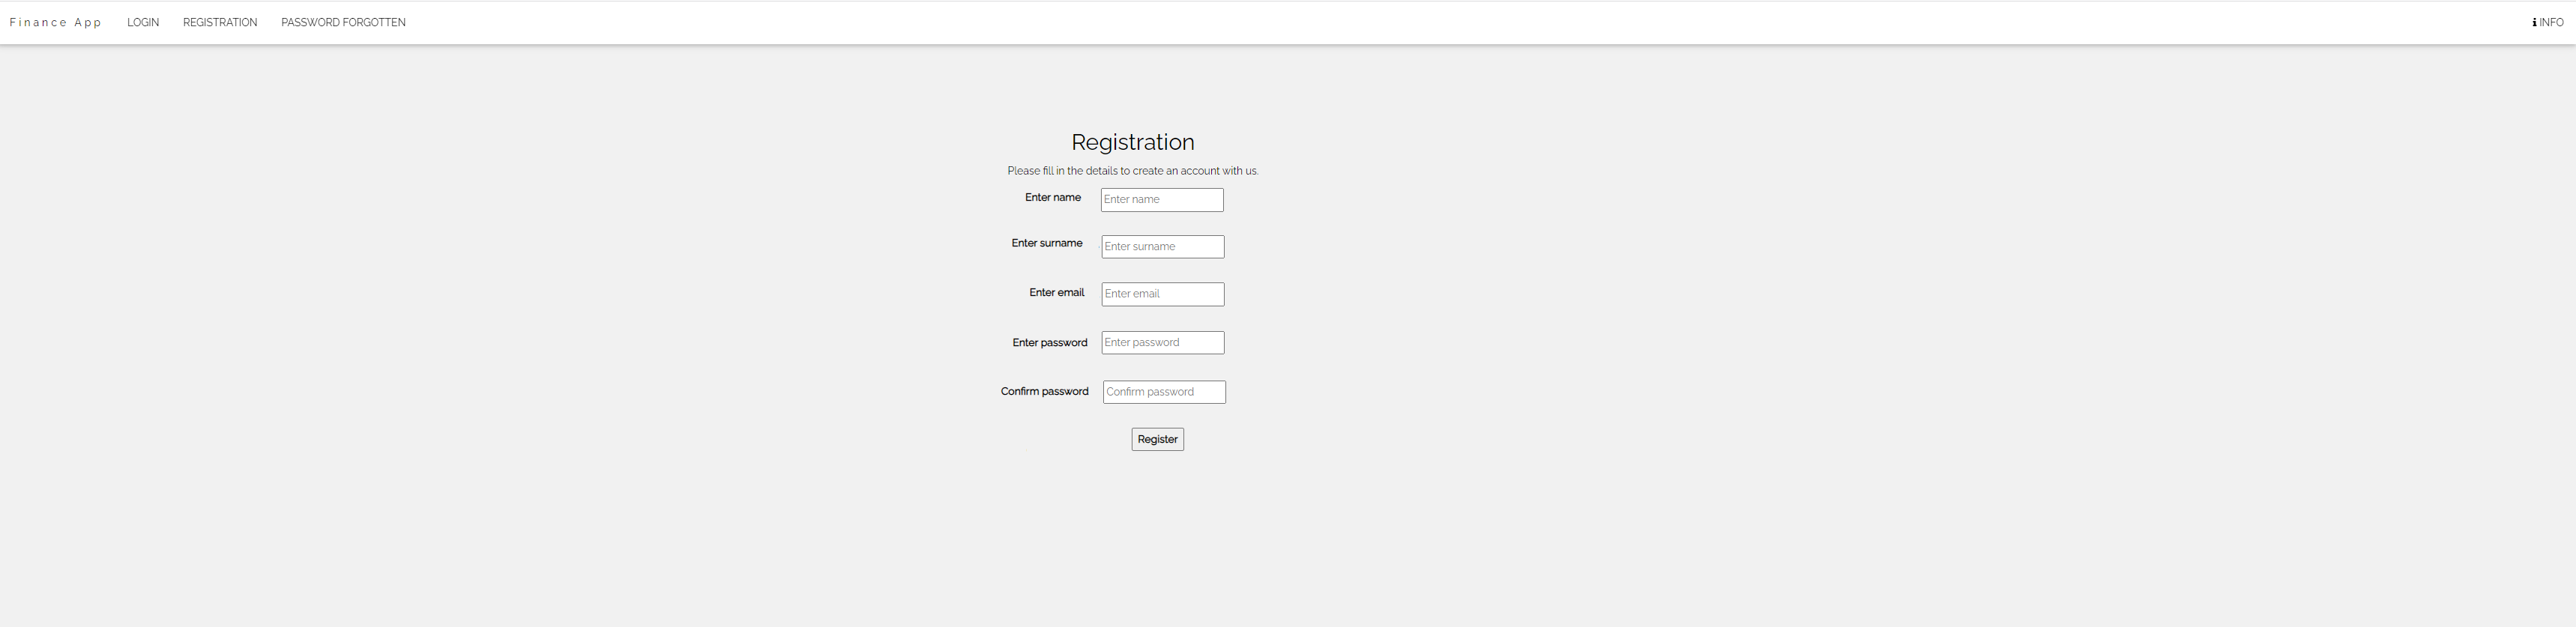 Finance App LOGIN REGISTRATION PASSWORD FORGOTTEN INFO
Registration
Please fill in the details to create an account with us.
Enter name Enter name
Enter surname Enter surname
Enter email Enter email
Enter password Enter password
Confirm password Confirm password
Register